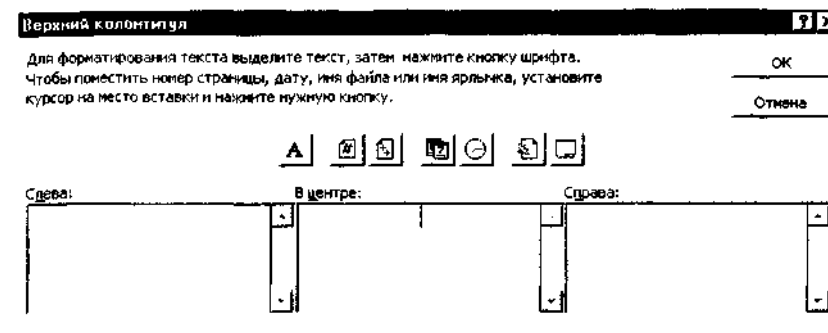 Верхний колонтитул
Для форматирования текста выделите текст, затем нажмите кнопку шрифта.
Чтобы поместить номер страницы, дату, имя файла или имя ярлычка, установите
курсор на место вставки и нажмите нужную кнопку.
ОК
Отмена
А
Слева:
В центре:
Справа: